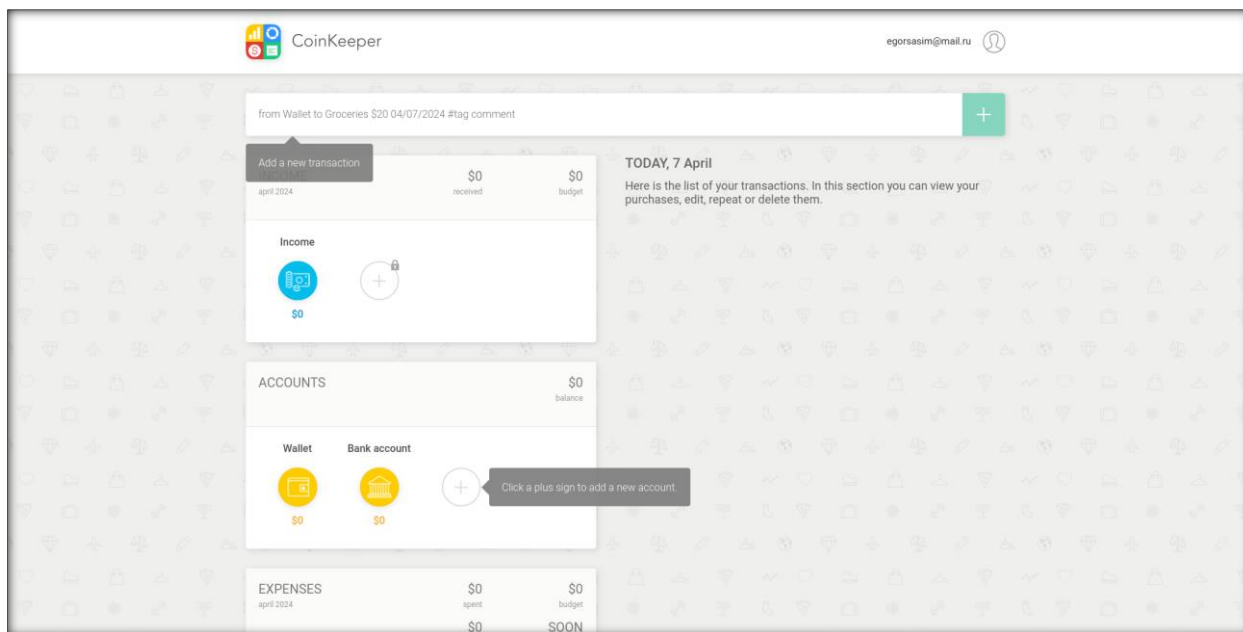 CoinKeeper
egorsasim@mail.ru
from Wallet to Groceries $20 04/07/2024 #tag comment
Add a new transaction
INCOME
april 2024
$0
received
$0
budget
Income
$0
ACCOUNTS
$0
balance
Wallet
Bank account
$0
$0
Click a plus sign to add a new account.
EXPENSES
april 2024
$0
spent
$0
budget
$0
SOON
TODAY, 7 April
Here is the list of your transactions. In this section you can view your
purchases, edit, repeat or delete them.